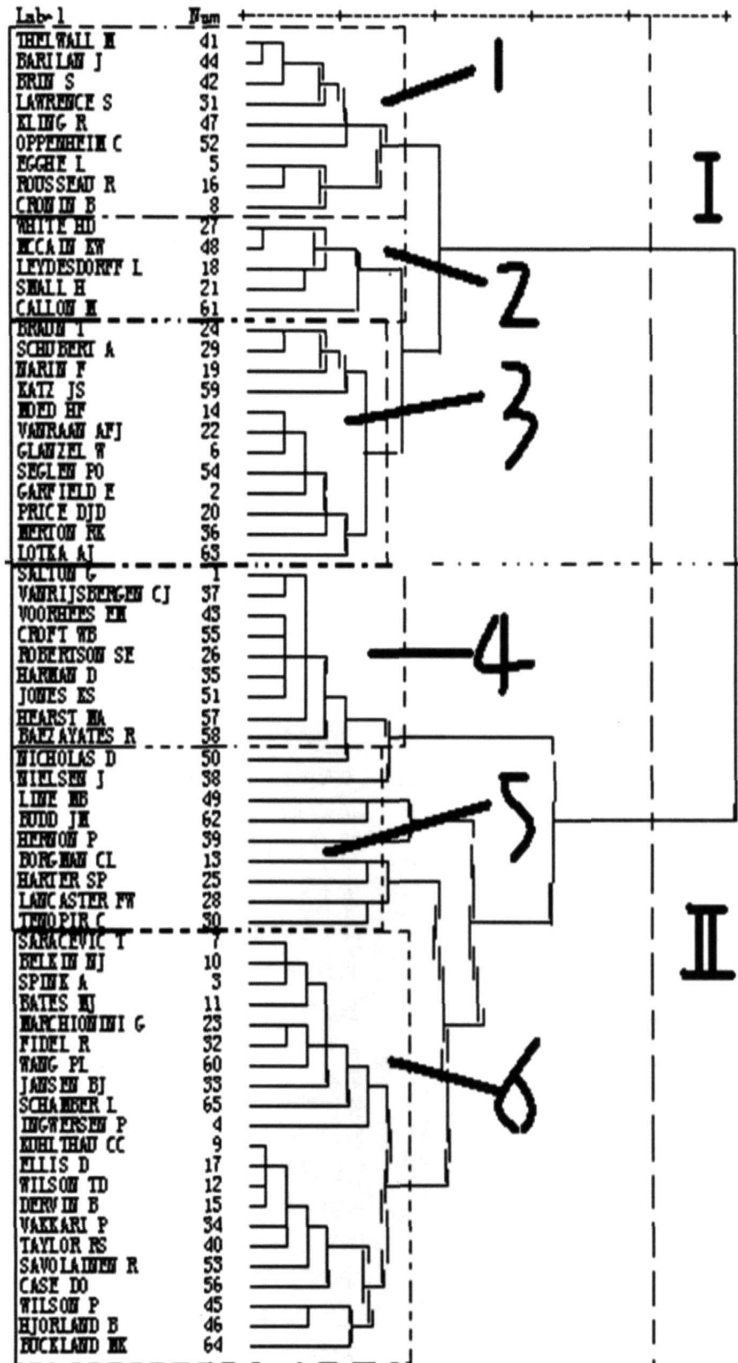 Label Num
THELWALL M 41
BARILAN J 44
BRIN S 42
LAWRENCE S 31
KLING R 47
OPPENHEIM C 52
EGGHE L 5
ROUSSEAU R 16
CRONIN B 8
WHITE HD 27
MCCAIN KW 48
LEYDESDORFF L 18
SMALL H 21
CALLON M 61
BRAUN T 24
SCHUBERT A 29
NARIN F 19
KATZ JS 59
MOED HF 14
VANRAAN AFJ 22
GLANZEL W 6
SEGLEN PO 54
GARFIELD E 2
PRICE DJD 20
MERTON RK 36
LOTKA AJ 63
SALTON G 1
VANRIJSBERGEN CJ 37
VOORHEES EM 43
CROFT WB 55
ROBERTSON SE 26
HARMAN D 35
JONES KS 51
HEARST MA 57
BAEZAYATES R 58
NICHOLAS D 50
NIELSEN J 38
LINE MB 49
BUDD JM 62
HERNON P 39
BORGMAN CL 13
HARTER SP 25
LANCASTER FW 28
TENOPIR C 30
SARACEVIC T 7
BELKIN NJ 10
SPINK A 3
BATES MJ 11
MARCHIONINI G 23
FIDEL R 32
WANG PL 60
JANSEN BJ 33
SCHAMBER L 65
INGWERSEN P 4
KUHLTHAU CC 9
ELLIS D 17
WILSON TD 12
DERVIN B 15
VAKKARI P 34
TAYLOR RS 40
SAVOLAINEN R 53
CASE DO 56
WILSON P 45
HJORLAND B 46
BUCKLAND MK 64
1
I
2
3
4
5
II
6